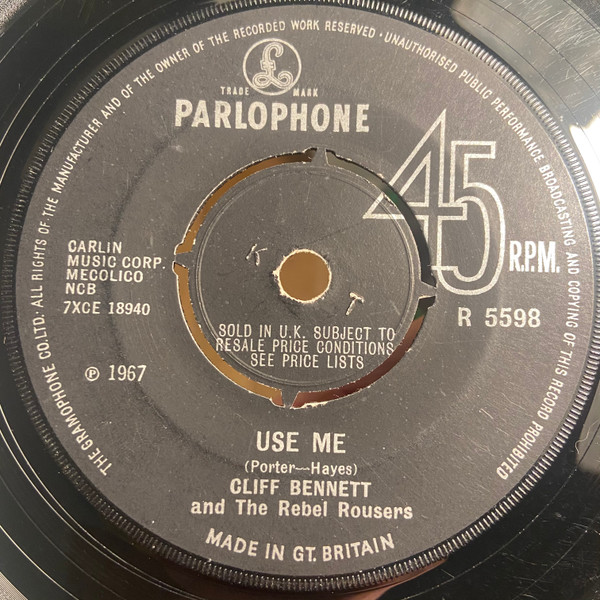 THE GRAMOPHONE CO.LTD· ALL RIGHTS OF THE MANUFACTURER AND OF THE OWNER OF THE RECORDED WORK RESERVED · UNAUTHORISED PUBLIC PERFORMANCE BROADCASTING AND COPYING OF THIS RECORD PROHIBITED
£
TRADE MARK
PARLOPHONE
45
R.P.M.
CARLIN
MUSIC CORP.
MECOLICO
NCB
7XCE 18940
R 5598
K T
SOLD IN U.K. SUBJECT TO
RESALE PRICE CONDITIONS
SEE PRICE LISTS
℗ 1967
USE ME
(Porter—Hayes)
CLIFF BENNETT
and The Rebel Rousers
MADE IN GT. BRITAIN